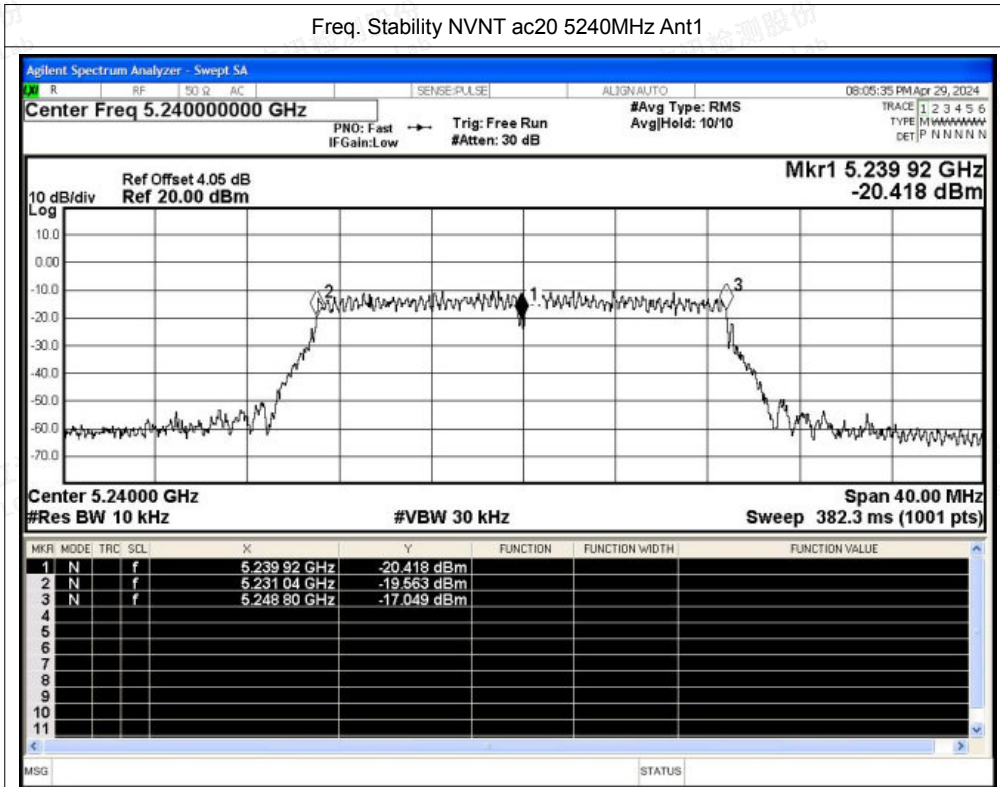 Freq. Stability NVNT ac20 5240MHz Ant1
Agilent Spectrum Analyzer - Swept SA
R RF 50 Ω AC SENSE:PULSE ALIGN AUTO 08:05:35 PM Apr 29, 2024
Center Freq 5.240000000 GHz #Avg Type: RMS TRACE 1 2 3 4 5 6
PNO: Fast Trig: Free Run Avg|Hold: 10/10 TYPE M
IFGain:Low #Atten: 30 dB DET P N N N N N
Mkr1 5.239 92 GHz
Ref Offset 4.05 dB
10 dB/div Ref 20.00 dBm -20.418 dBm
Log
10.0
0.00
-10.0
2 1 3
-20.0
-30.0
-40.0
-50.0
-60.0
-70.0
Center 5.24000 GHz Span 40.00 MHz
#Res BW 10 kHz #VBW 30 kHz Sweep 382.3 ms (1001 pts)
MKR MODE TRC SCL X Y FUNCTION FUNCTION WIDTH FUNCTION VALUE
1 N f 5.239 92 GHz -20.418 dBm
2 N f 5.231 04 GHz -19.563 dBm
3 N f 5.248 80 GHz -17.049 dBm
4
5
6
7
8
9
10
11
MSG STATUS